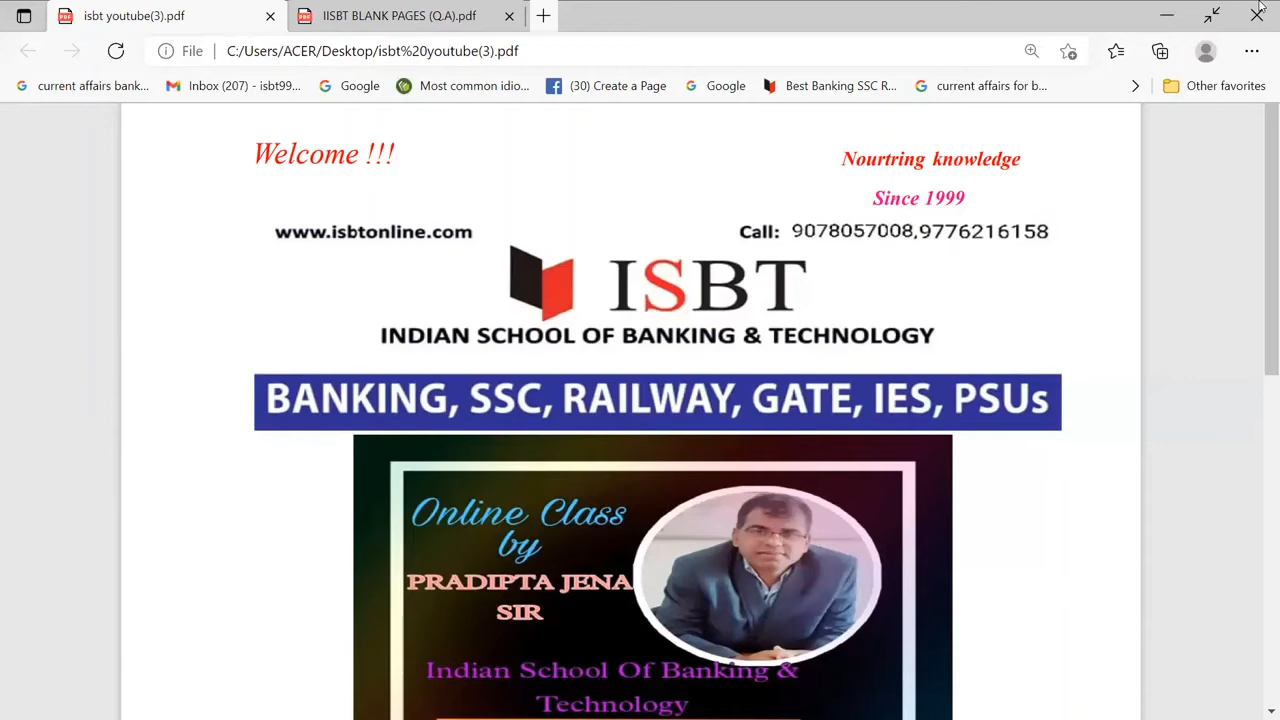 isbt youtube(3).pdf
IISBT BLANK PAGES (Q.A).pdf
File C:/Users/ACER/Desktop/isbt%20youtube(3).pdf
current affairs bank... Inbox (207) - isbt99... Google Most common idio... (30) Create a Page Google Best Banking SSC R... current affairs for b... Other favorites
Welcome !!!
Nourtring knowledge
Since 1999
www.isbtonline.com
Call: 9078057008,9776216158
ISBT
INDIAN SCHOOL OF BANKING & TECHNOLOGY
BANKING, SSC, RAILWAY, GATE, IES, PSUs
Online Class
by
PRADIPTA JENA
SIR
Indian School Of Banking &
Technology